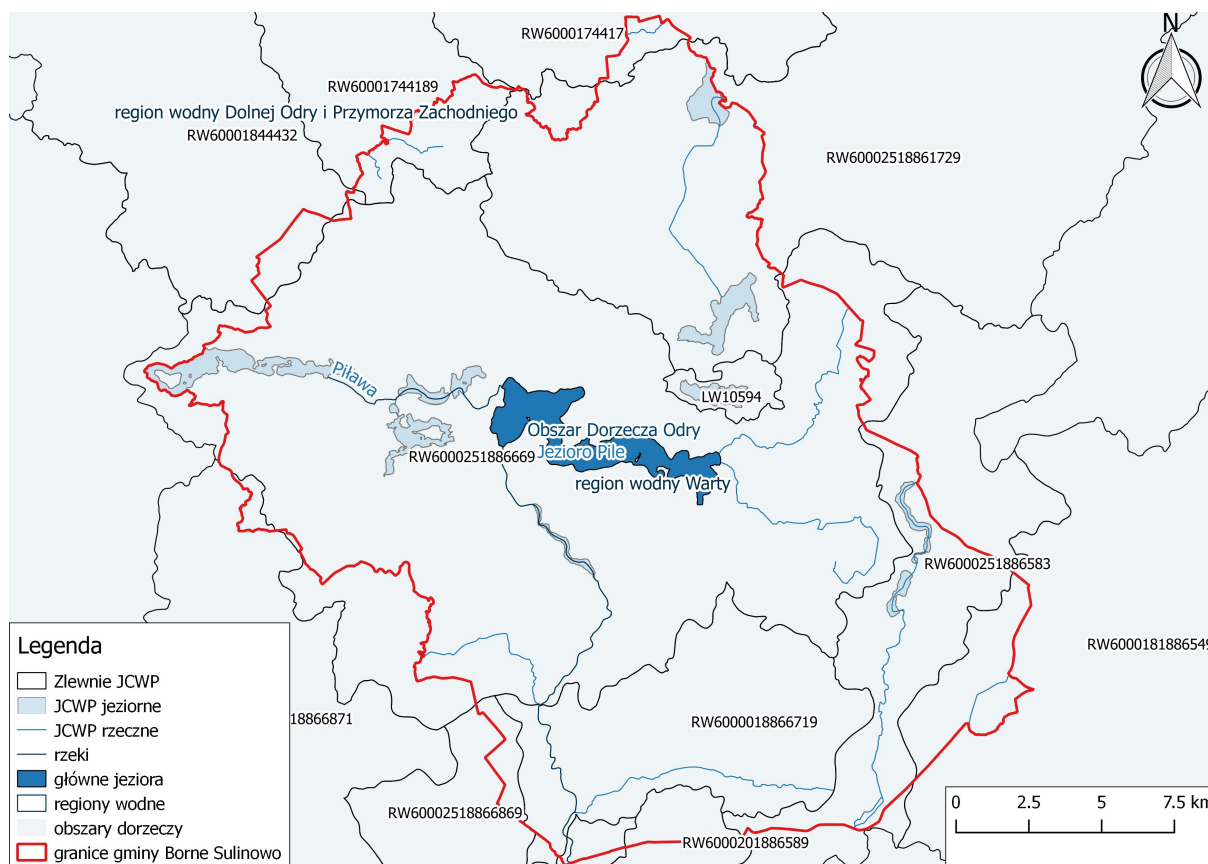 RW6000174417
N
RW60001744189
region wodny Dolnej Odry i Przymorza Zachodniego
RW60001844432
RW60002518861729
Piława
LW10594
Obszar Dorzecza Odry
Jezioro Pile
RW6000251886669
region wodny Warty
RW6000251886583
RW6000181886549
Legenda
Zlewnie JCWP
JCWP jeziorne
JCWP rzeczne
rzeki
główne jeziora
regiony wodne
obszary dorzeczy
granice gminy Borne Sulinowo
18866871
RW6000018866719
RW60002518866869
RW6000201886589
0 2.5 5 7.5 km